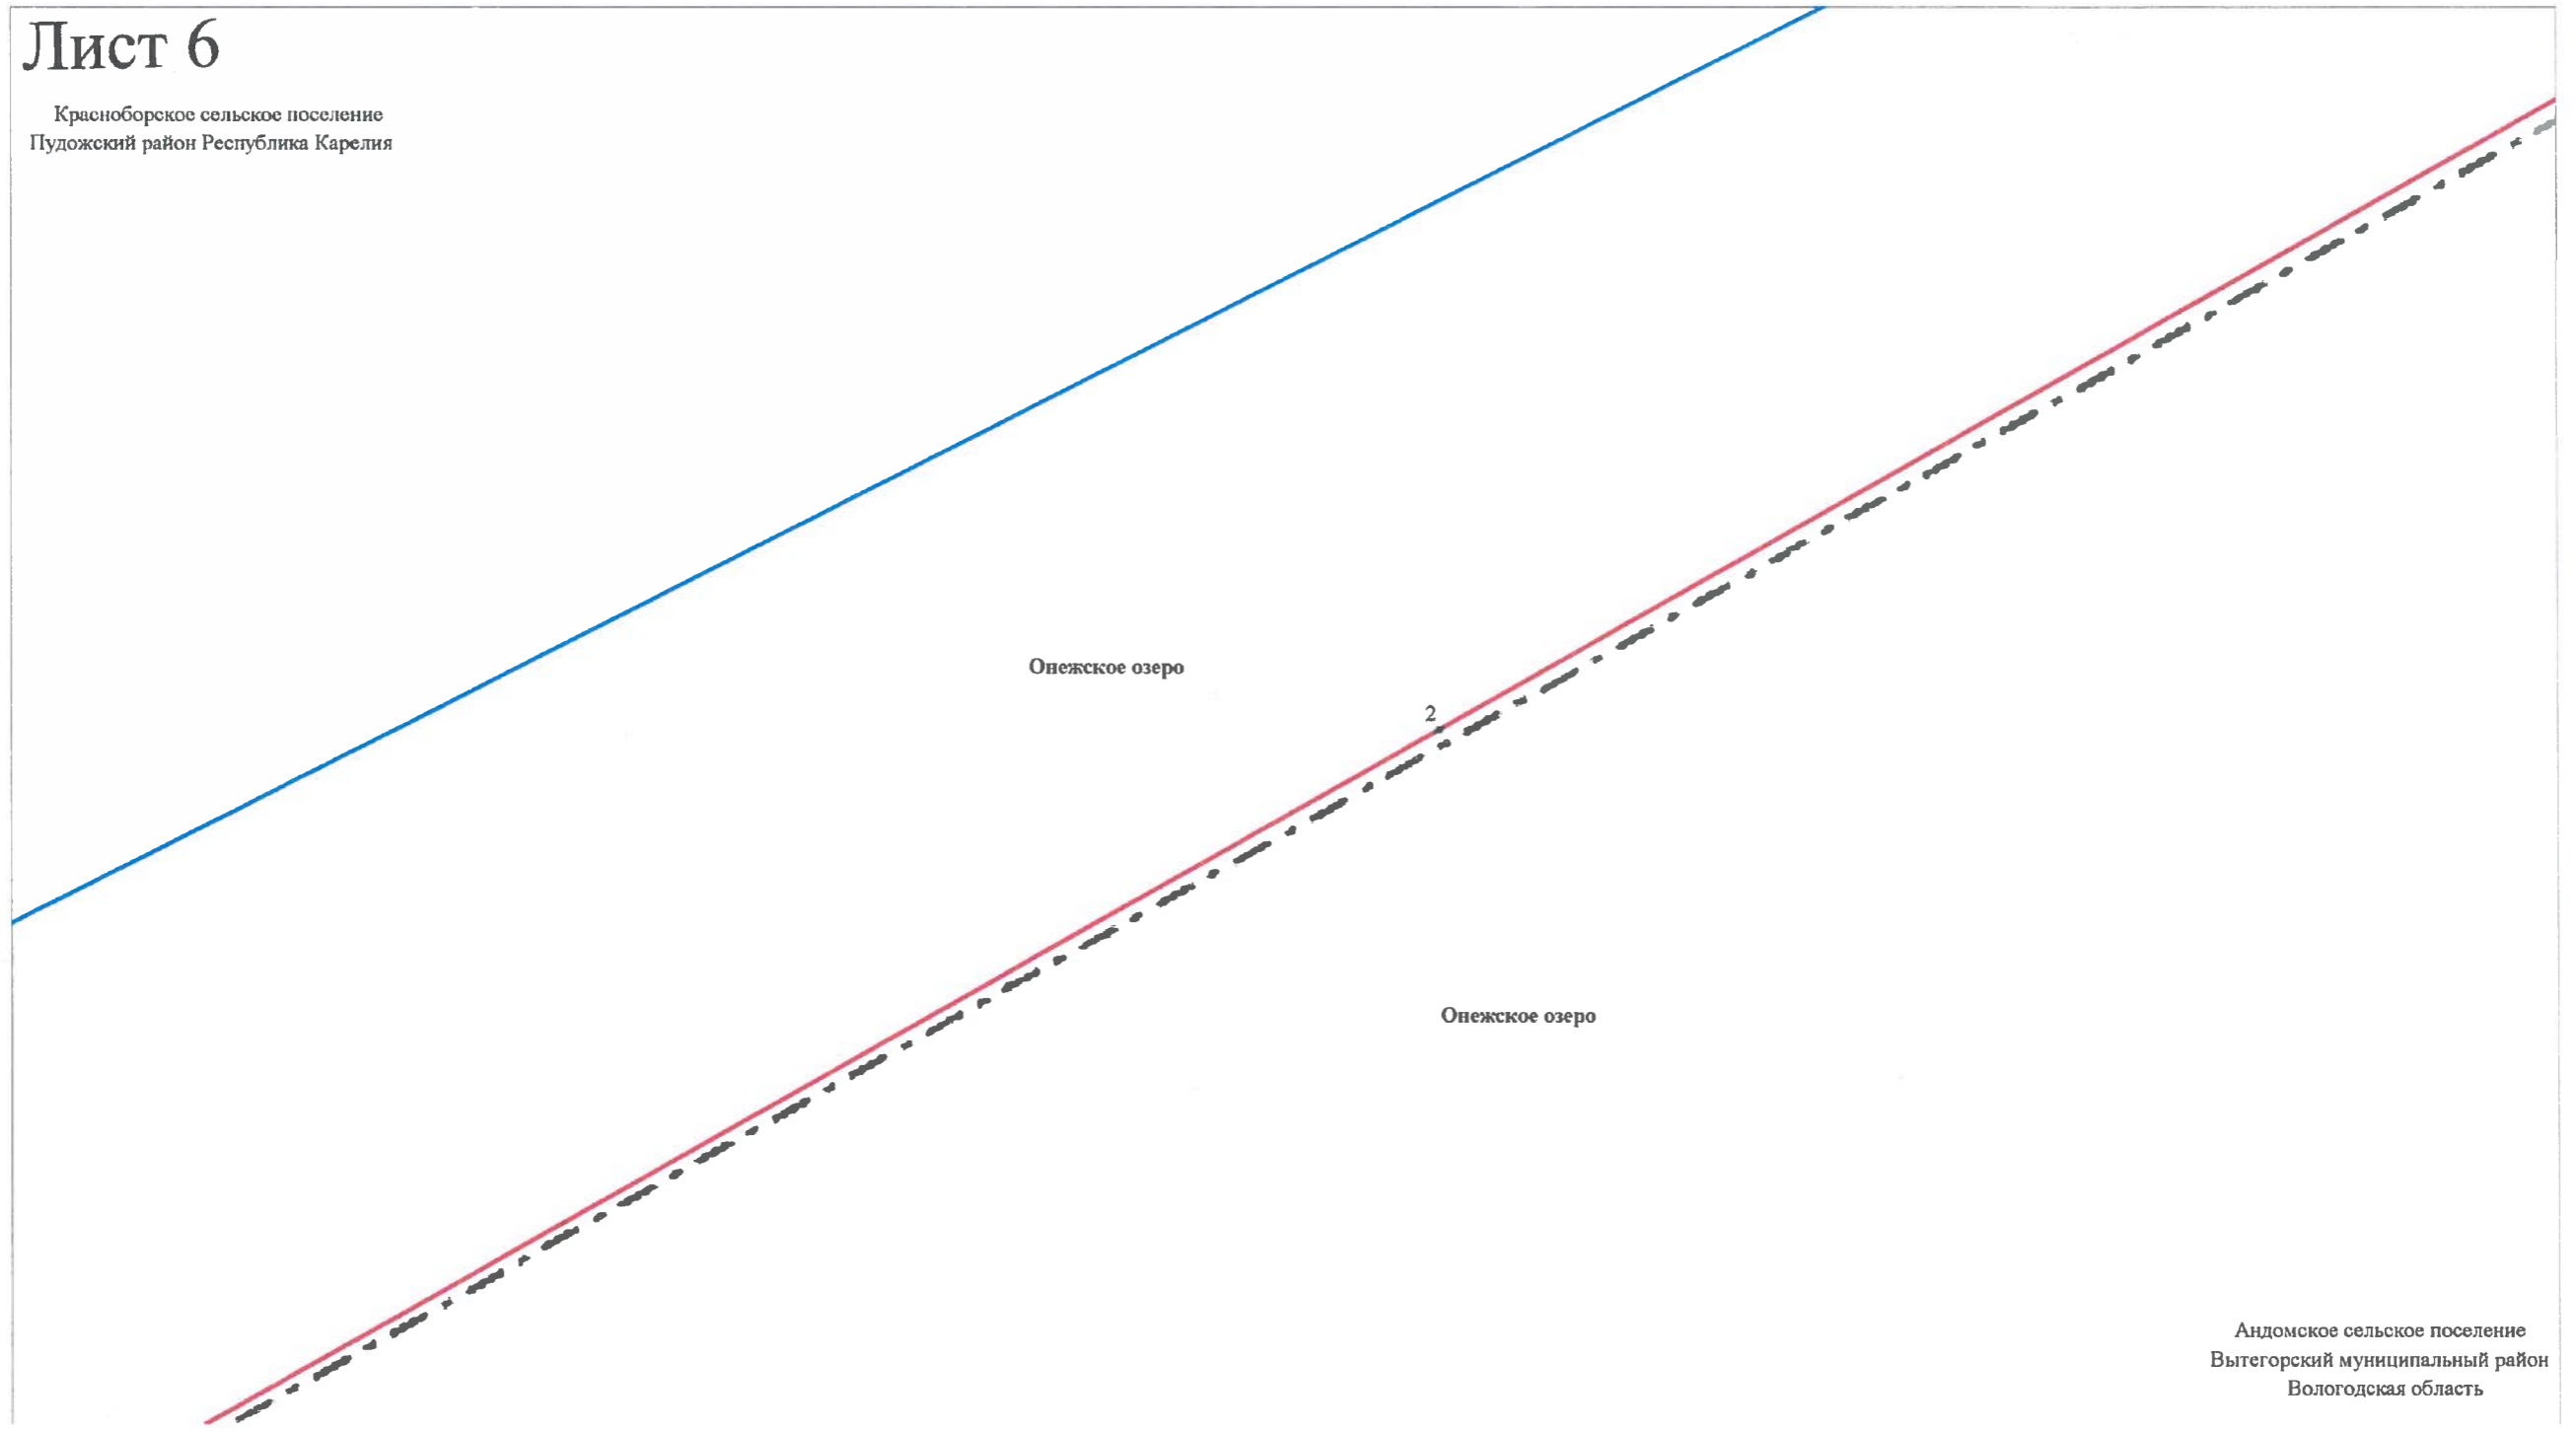 Лист 6
Красноборское сельское поселение
Пудожский район Республика Карелия
Онежское озеро
2
Онежское озеро
Андомское сельское поселение
Вытегорский муниципальный район
Вологодская область